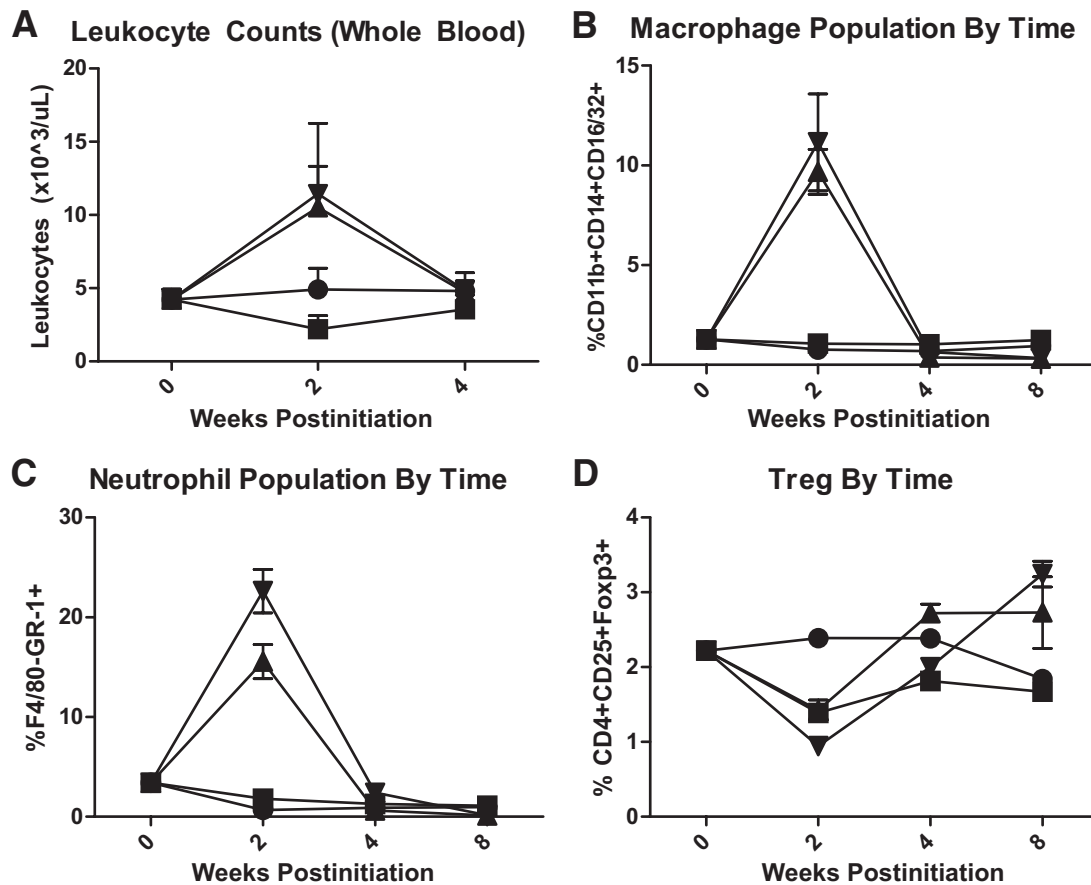 A Leukocyte Counts (Whole Blood)
Leukocytes (x10^3/uL)
20
15
10
5
0
0 2 4
Weeks Postinitiation
B Macrophage Population By Time
%CD11b+CD14+CD16/32+
15
10
5
0
0 2 4 8
Weeks Postinitiation
C Neutrophil Population By Time
%F4/80-GR-1+
30
20
10
0
0 2 4 8
Weeks Postinitiation
D Treg By Time
% CD4+CD25+Foxp3+
4
3
2
1
0
0 2 4 8
Weeks Postinitiation